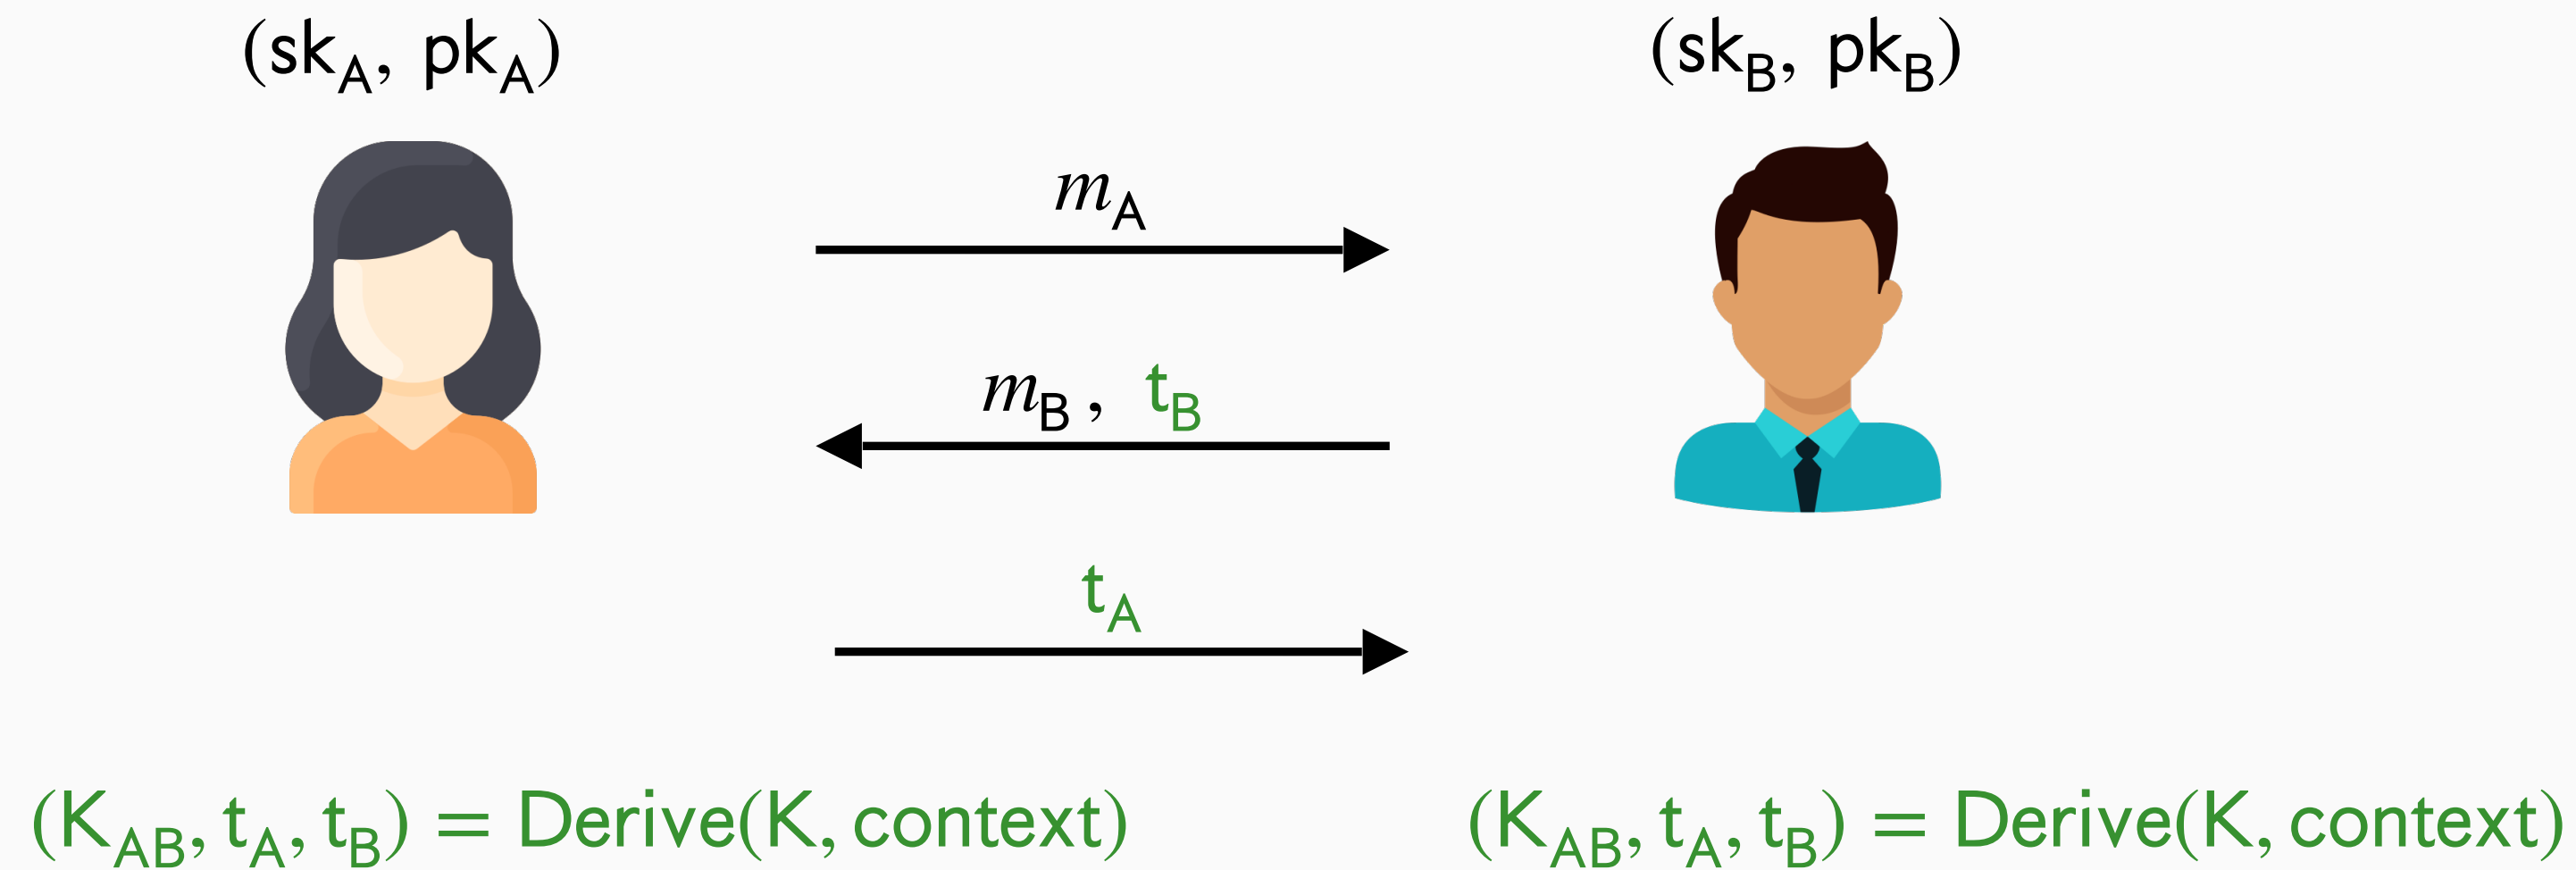 (sk_A, pk_A) (sk_B, pk_B)
m_A
m_B , t_B
t_A
(K_AB, t_A, t_B) = Derive(K, context) (K_AB, t_A, t_B) = Derive(K, context)